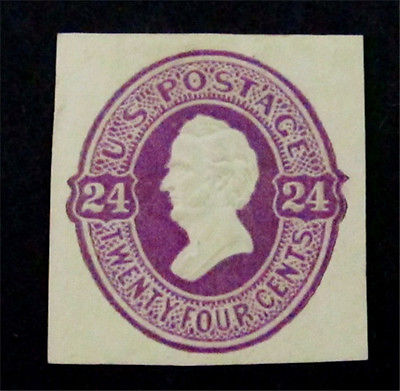 U.S. POSTAGE
24 24
TWENTY FOUR CENTS.